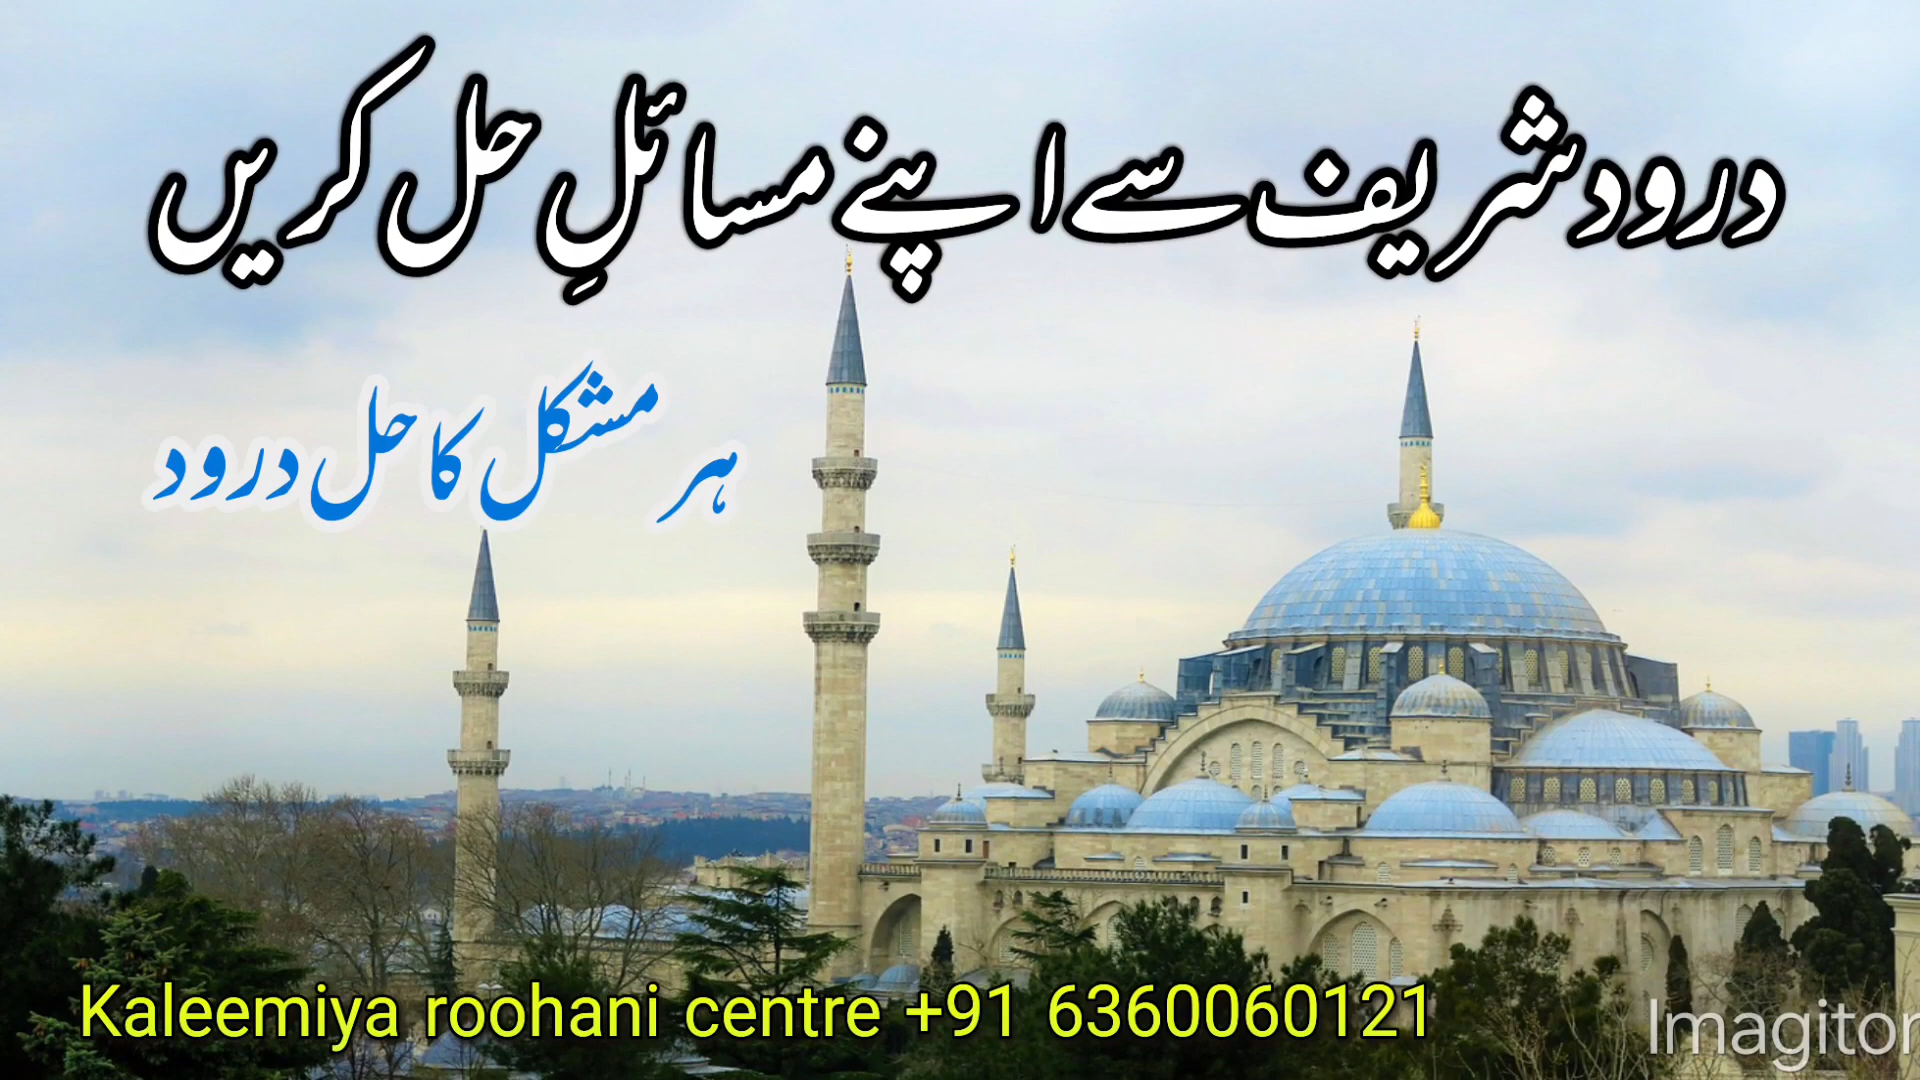 درود شریف سے اپنے مسائلِ حل کریں
ہر مشکل کا حل درود
Kaleemiya roohani centre +91 6360060121
Imagitor